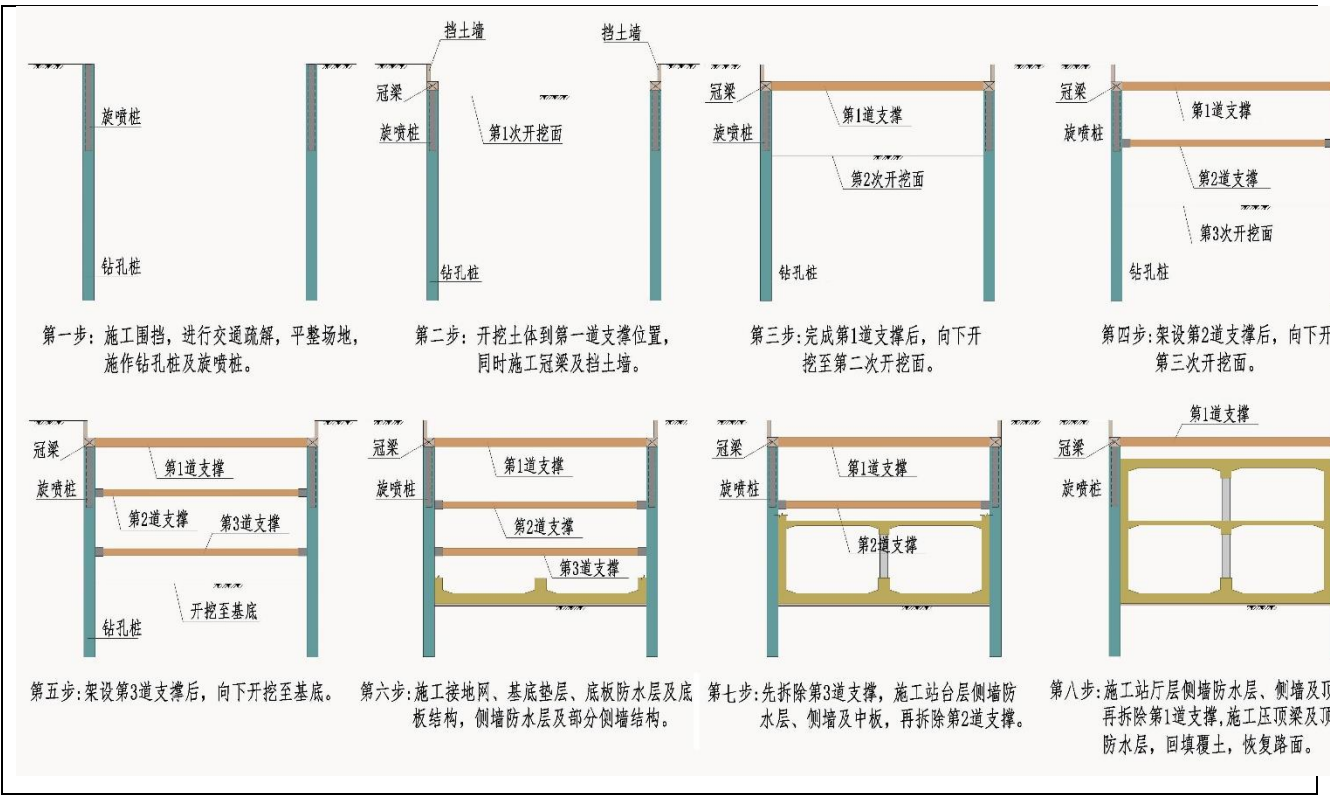 挡土墙
挡土墙
旋喷桩
钻孔桩
冠梁
旋喷桩
第1次开挖面
钻孔桩
冠梁
第1道支撑
旋喷桩
第2次开挖面
钻孔桩
冠梁
第1道支撑
旋喷桩
第2道支撑
第3次开挖面
钻孔桩
第一步: 施工围挡, 进行交通疏解, 平整场地,
施作钻孔桩及旋喷桩。
第二步: 开挖土体到第一道支撑位置,
同时施工冠梁及挡土墙。
第三步:完成第1道支撑后, 向下开
挖至第二次开挖面。
第四步:架设第2道支撑后, 向下开
第三次开挖面。
冠梁
第1道支撑
旋喷桩
第2道支撑
第3道支撑
开挖至基底
钻孔桩
冠梁
第1道支撑
旋喷桩
第2道支撑
第3道支撑
冠梁
第1道支撑
旋喷桩
第2道支撑
第1道支撑
冠梁
旋喷桩
第五步:架设第3道支撑后, 向下开挖至基底。
第六步:施工接地网、基底垫层、底板防水层及底
板结构, 侧墙防水层及部分侧墙结构。
第七步:先拆除第3道支撑, 施工站台层侧墙防
水层、侧墙及中板, 再拆除第2道支撑。
第八步:施工站厅层侧墙防水层、侧墙及顶
再拆除第1道支撑,施工压顶梁及顶
防水层, 回填覆土, 恢复路面。